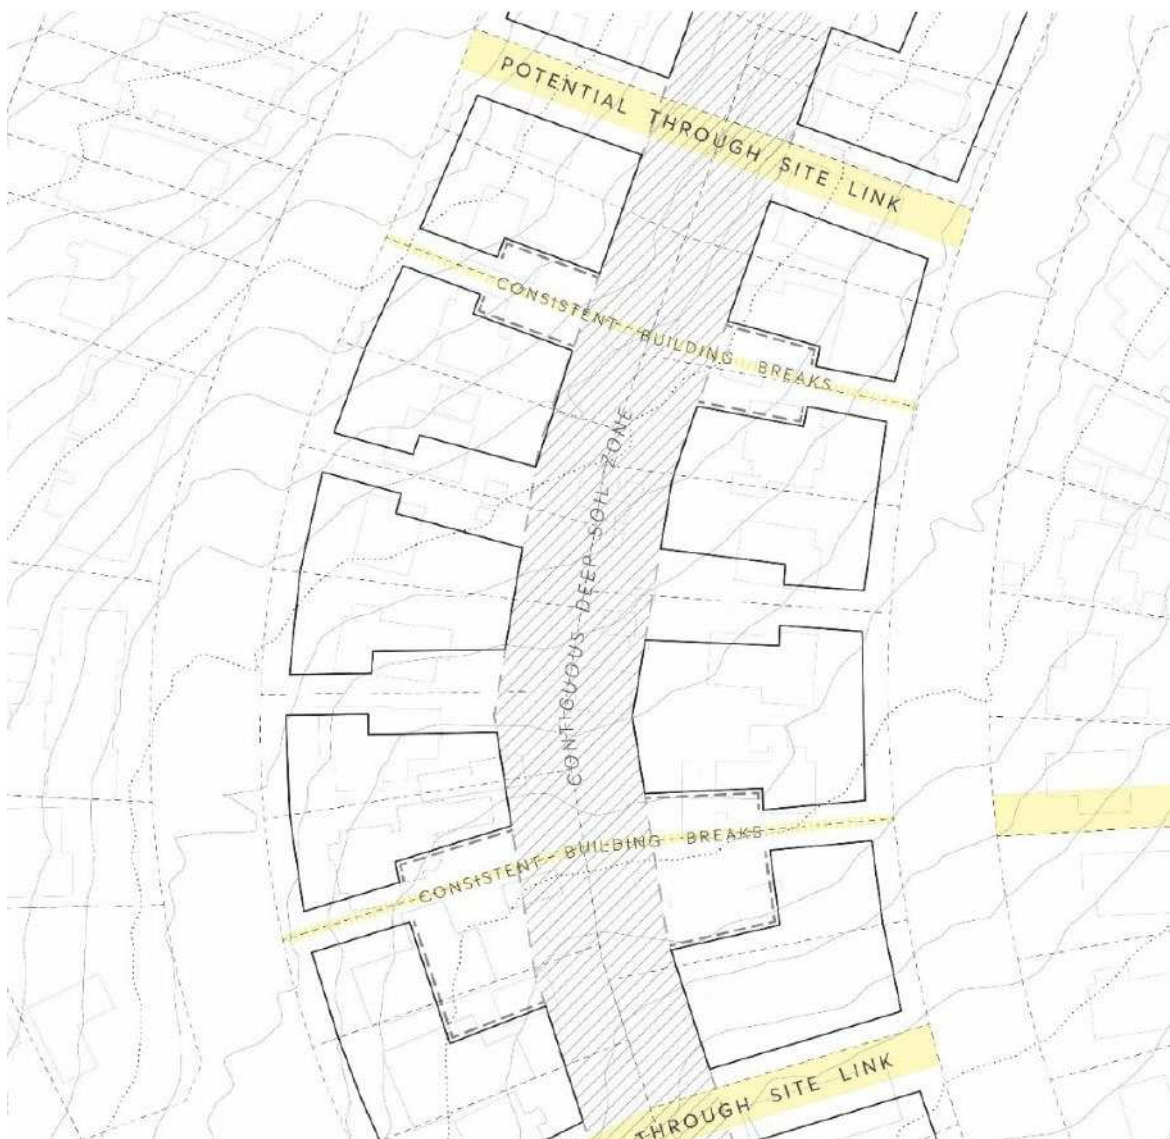 POTENTIAL THROUGH SITE LINK
CONSISTENT BUILDING BREAKS
CONTIGUOUS DEEP SOIL ZONE
CONSISTENT BUILDING BREAKS
THROUGH SITE LINK